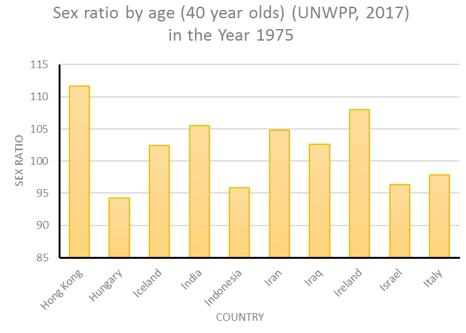 Sex ratio by age (40 year olds) (UNWPP, 2017)
in the Year 1975
115
110
105
100
95
90
85
SEX RATIO
Hong Kong
Hungary
Iceland
India
Indonesia
Iran
Iraq
Ireland
Israel
Italy
COUNTRY